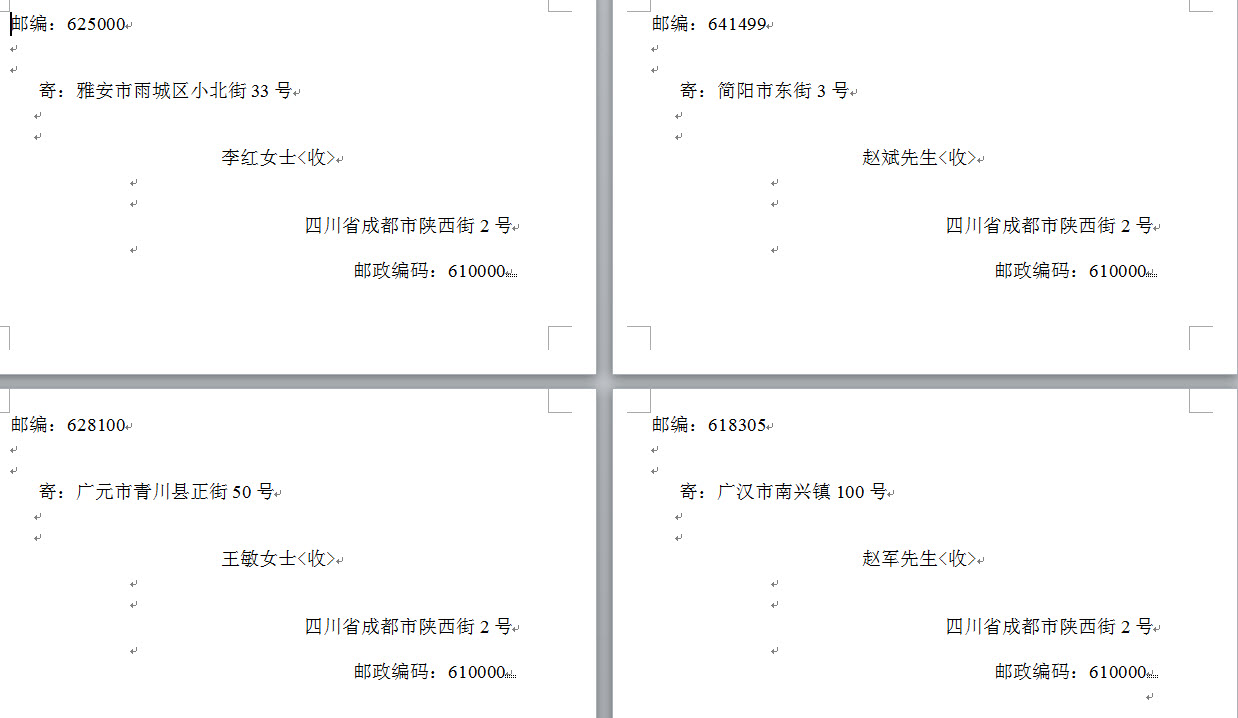 邮编：625000
寄：雅安市雨城区小北街 33 号
李红女士<收>
四川省成都市陕西街 2 号
邮政编码：610000
邮编：641499
寄：简阳市东街 3 号
赵斌先生<收>
四川省成都市陕西街 2 号
邮政编码：610000
邮编：628100
寄：广元市青川县正街 50 号
王敏女士<收>
四川省成都市陕西街 2 号
邮政编码：610000
邮编：618305
寄：广汉市南兴镇 100 号
赵军先生<收>
四川省成都市陕西街 2 号
邮政编码：610000